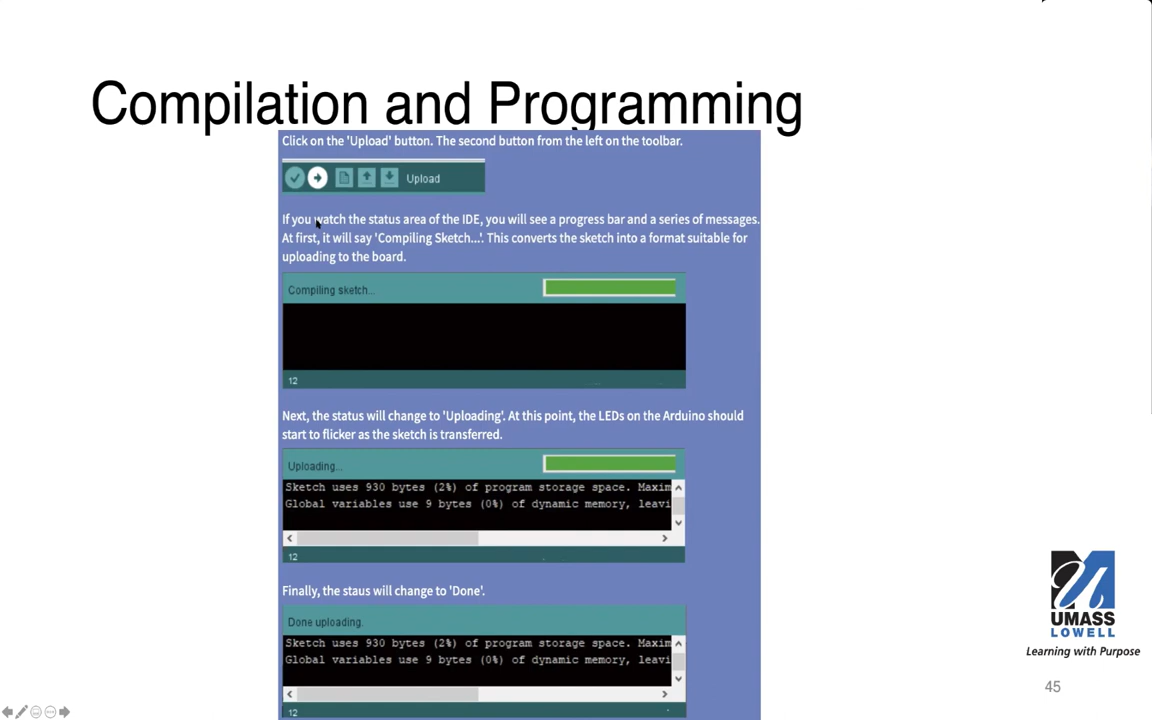 Compilation and Programming
Click on the 'Upload' button. The second button from the left on the toolbar.
Upload
If you watch the status area of the IDE, you will see a progress bar and a series of messages.
At first, it will say 'Compiling Sketch...'. This converts the sketch into a format suitable for
uploading to the board.
Compiling sketch...
12
Next, the status will change to 'Uploading'. At this point, the LEDs on the Arduino should
start to flicker as the sketch is transferred.
Uploading...
Sketch uses 930 bytes (2%) of program storage space. Maxim
Global variables use 9 bytes (0%) of dynamic memory, leavi
12
Finally, the staus will change to 'Done'.
Done uploading.
Sketch uses 930 bytes (2%) of program storage space. Maxim
Global variables use 9 bytes (0%) of dynamic memory, leavi
12
UMASS
LOWELL
Learning with Purpose
45